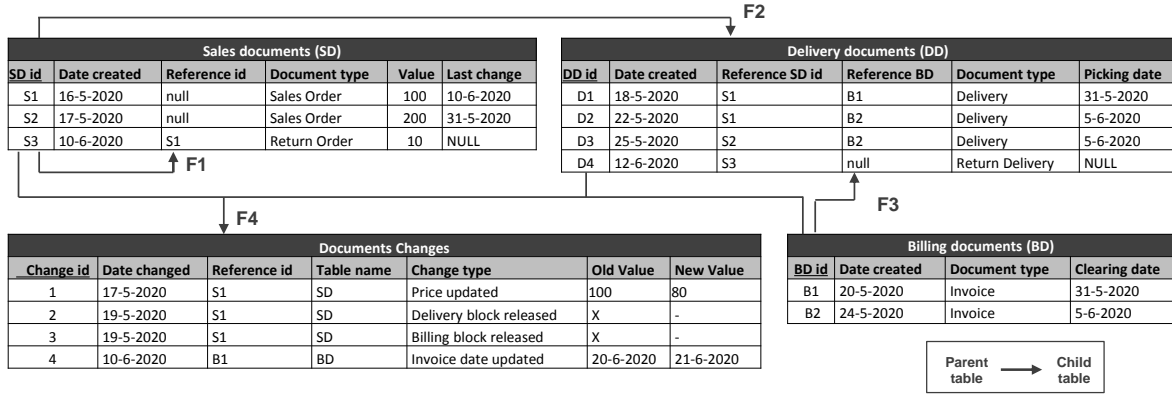 F2
Sales documents (SD)
SD id Date created Reference id Document type Value Last change
S1 16-5-2020 null Sales Order 100 10-6-2020
S2 17-5-2020 null Sales Order 200 31-5-2020
S3 10-6-2020 S1 Return Order 10 NULL
F1
Delivery documents (DD)
DD id Date created Reference SD id Reference BD Document type Picking date
D1 18-5-2020 S1 B1 Delivery 31-5-2020
D2 22-5-2020 S1 B2 Delivery 5-6-2020
D3 25-5-2020 S2 B2 Delivery 5-6-2020
D4 12-6-2020 S3 null Return Delivery NULL
F3
F4
Documents Changes
Change id Date changed Reference id Table name Change type Old Value New Value
1 17-5-2020 S1 SD Price updated 100 80
2 19-5-2020 S1 SD Delivery block released X -
3 19-5-2020 S1 SD Billing block released X -
4 10-6-2020 B1 BD Invoice date updated 20-6-2020 21-6-2020
Billing documents (BD)
BD id Date created Document type Clearing date
B1 20-5-2020 Invoice 31-5-2020
B2 24-5-2020 Invoice 5-6-2020
Parent table
Child table